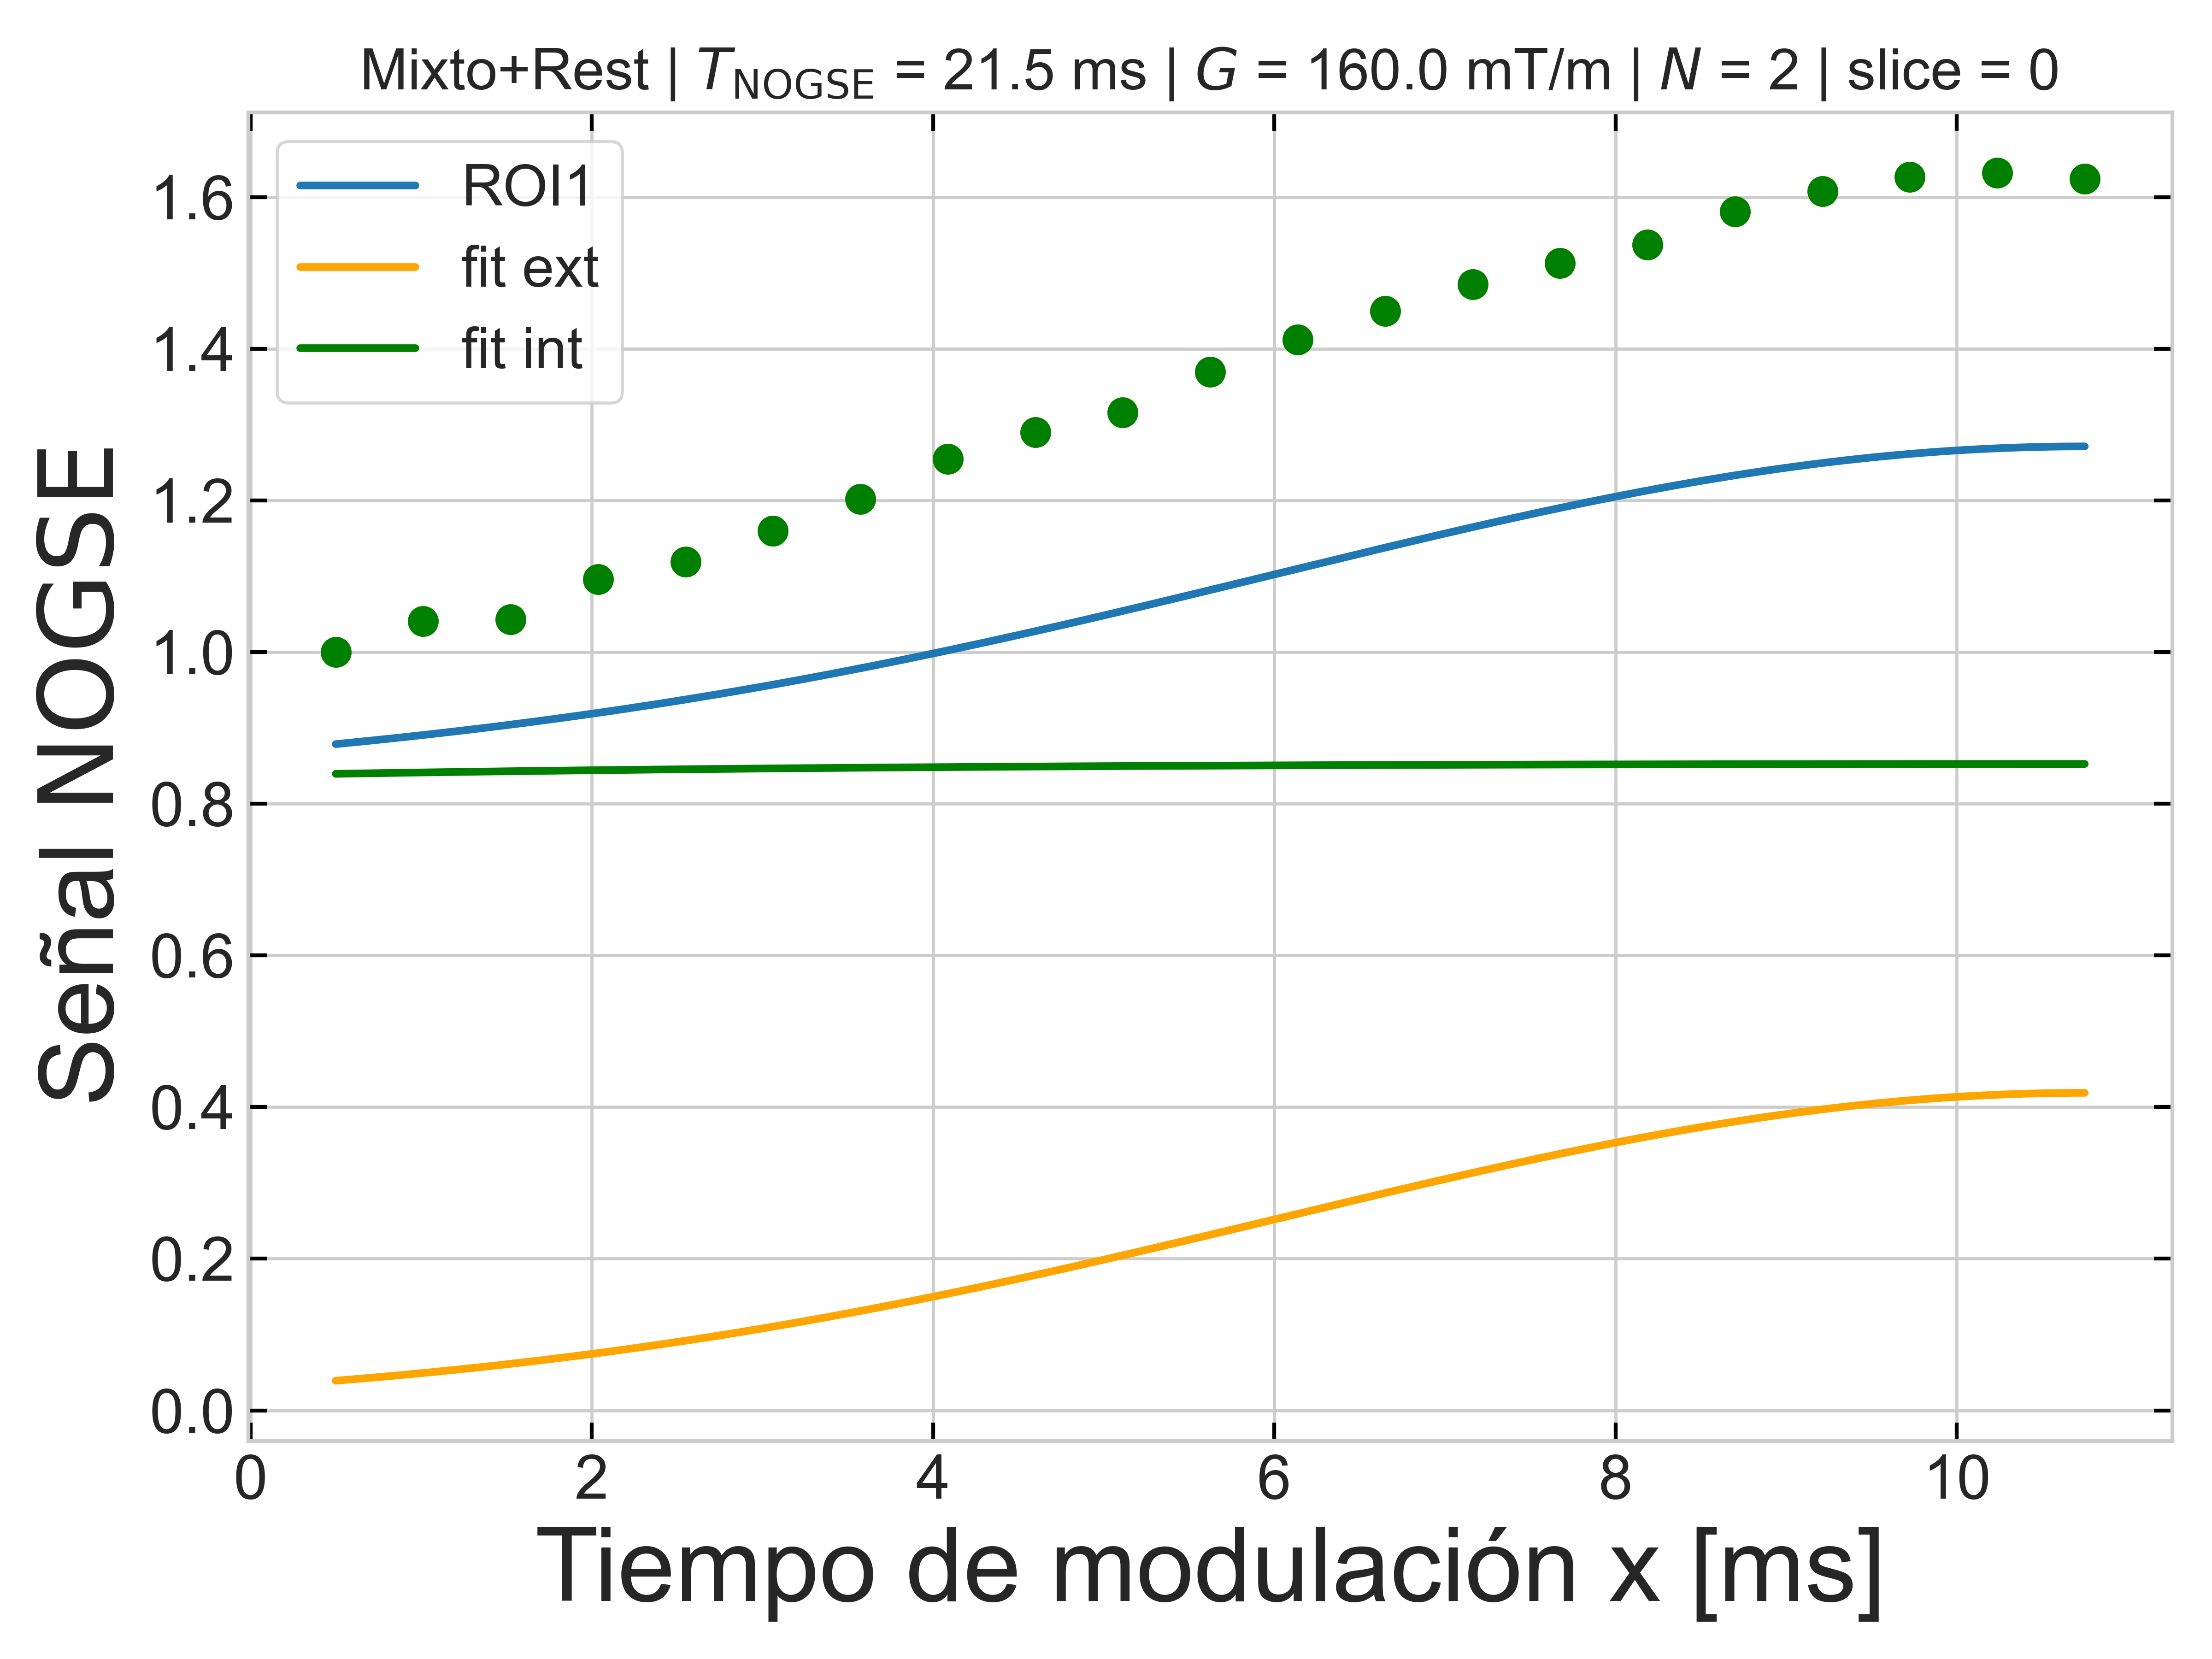 Mixto+Rest | T_NOGSE = 21.5 ms | G = 160.0 mT/m | N = 2 | slice = 0
ROI1
fit ext
fit int
Señal NOGSE
1.6
1.4
1.2
1.0
0.8
0.6
0.4
0.2
0.0
0 2 4 6 8 10
Tiempo de modulación x [ms]